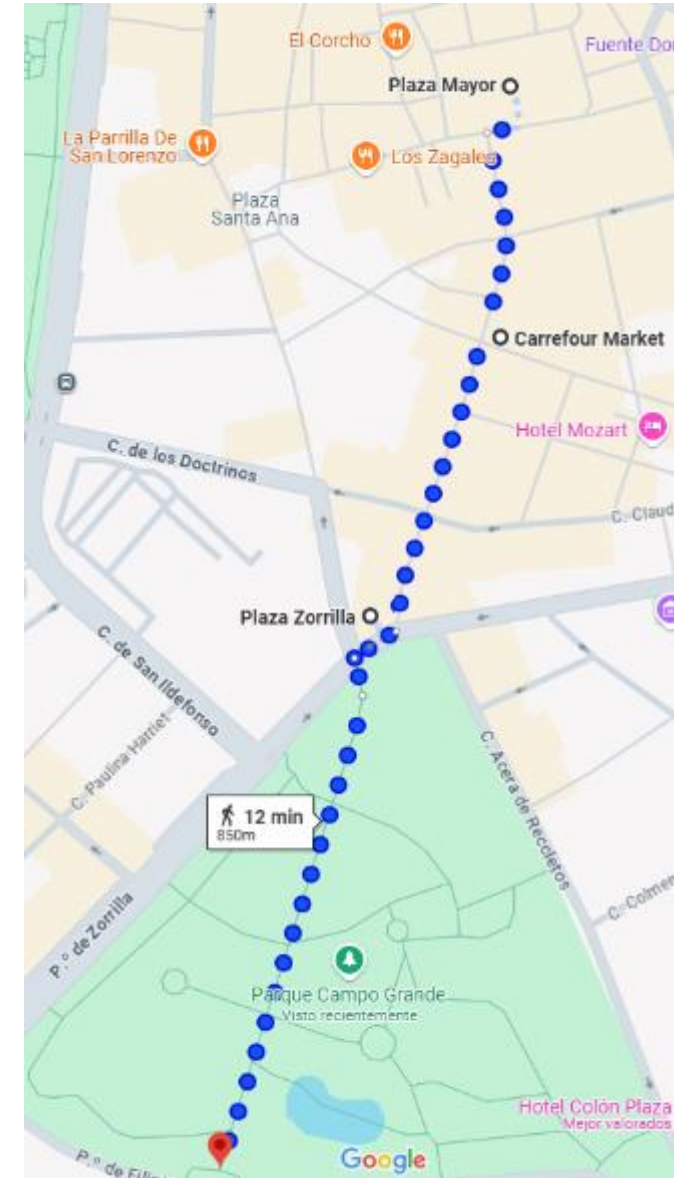 El Corcho
Fuente Do
Plaza Mayor
La Parrilla De
San Lorenzo
Los Zagales
Plaza
Santa Ana
Carrefour Market
Hotel Mozart
C. de los Doctrinos
C. Claud
Plaza Zorrilla
C. de San Ildefonso
C. Paulina Harriet
C. Acera de Recoletos
12 min
850m
C. Colmen
P.º de Zorrilla
Parque Campo Grande
Visto recientemente
Hotel Colón Plaza
Mejor valorados
P.º de Filip
Google